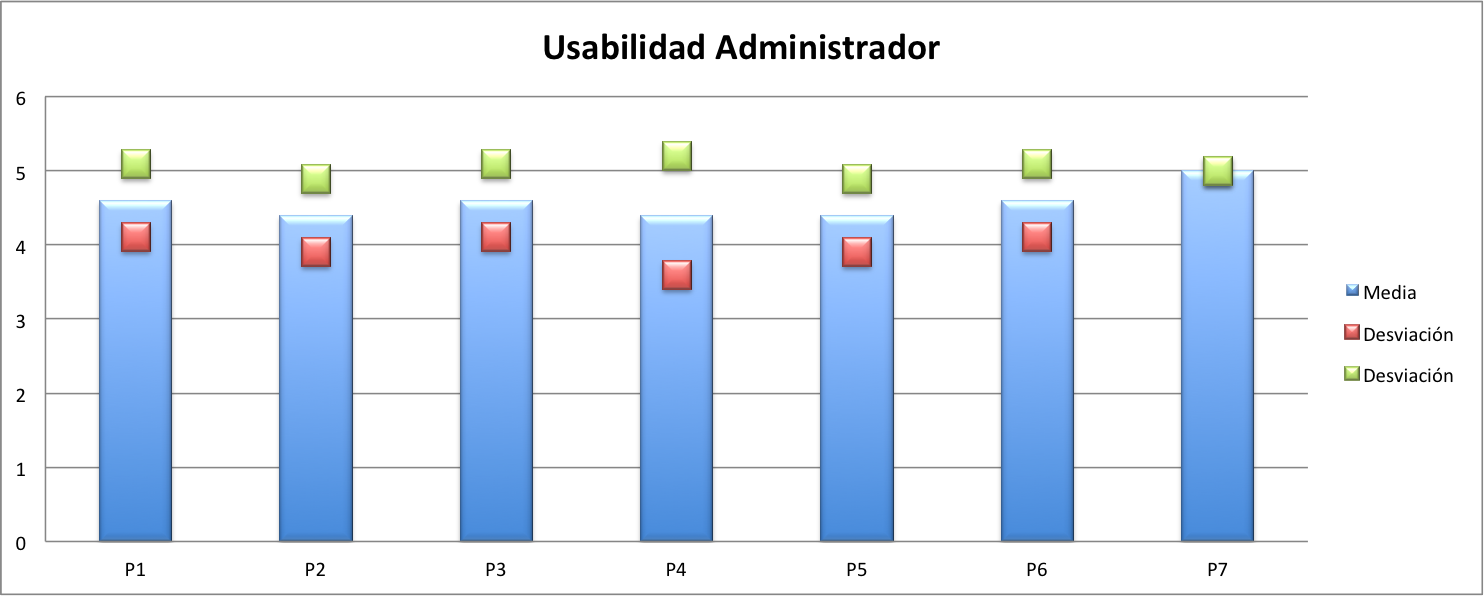 Usabilidad Administrador
6
5
4
3
2
1
0
P1 P2 P3 P4 P5 P6 P7
Media
Desviación
Desviación